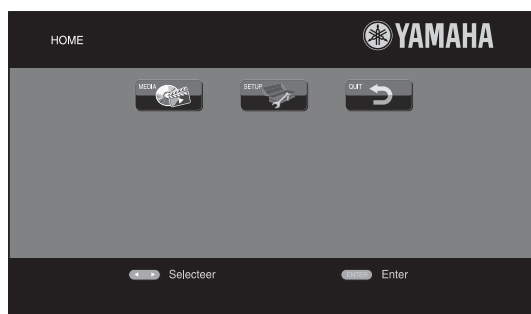 HOME
YAMAHA
MEDIA
SETUP
QUIT
Selecteer
ENTER Enter